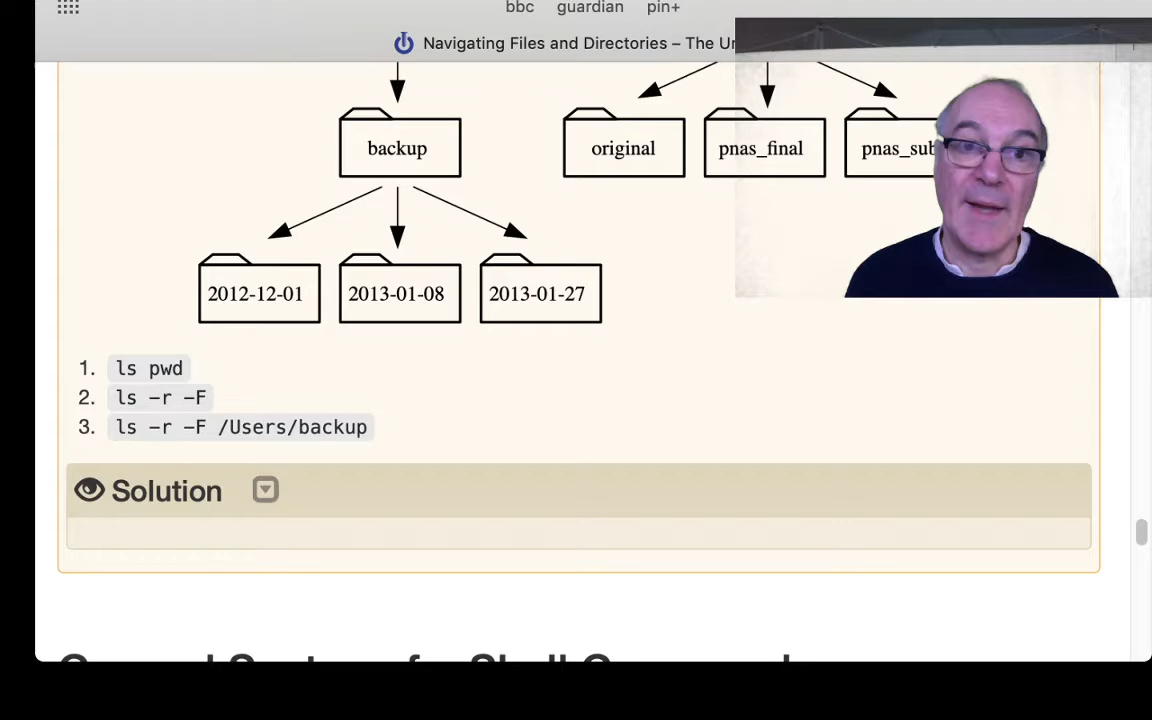 bbc guardian pin+
Navigating Files and Directories – The Un
backup
original
pnas_final
pnas_sub
2012-12-01
2013-01-08
2013-01-27
1. ls pwd
2. ls -r -F
3. ls -r -F /Users/backup
Solution